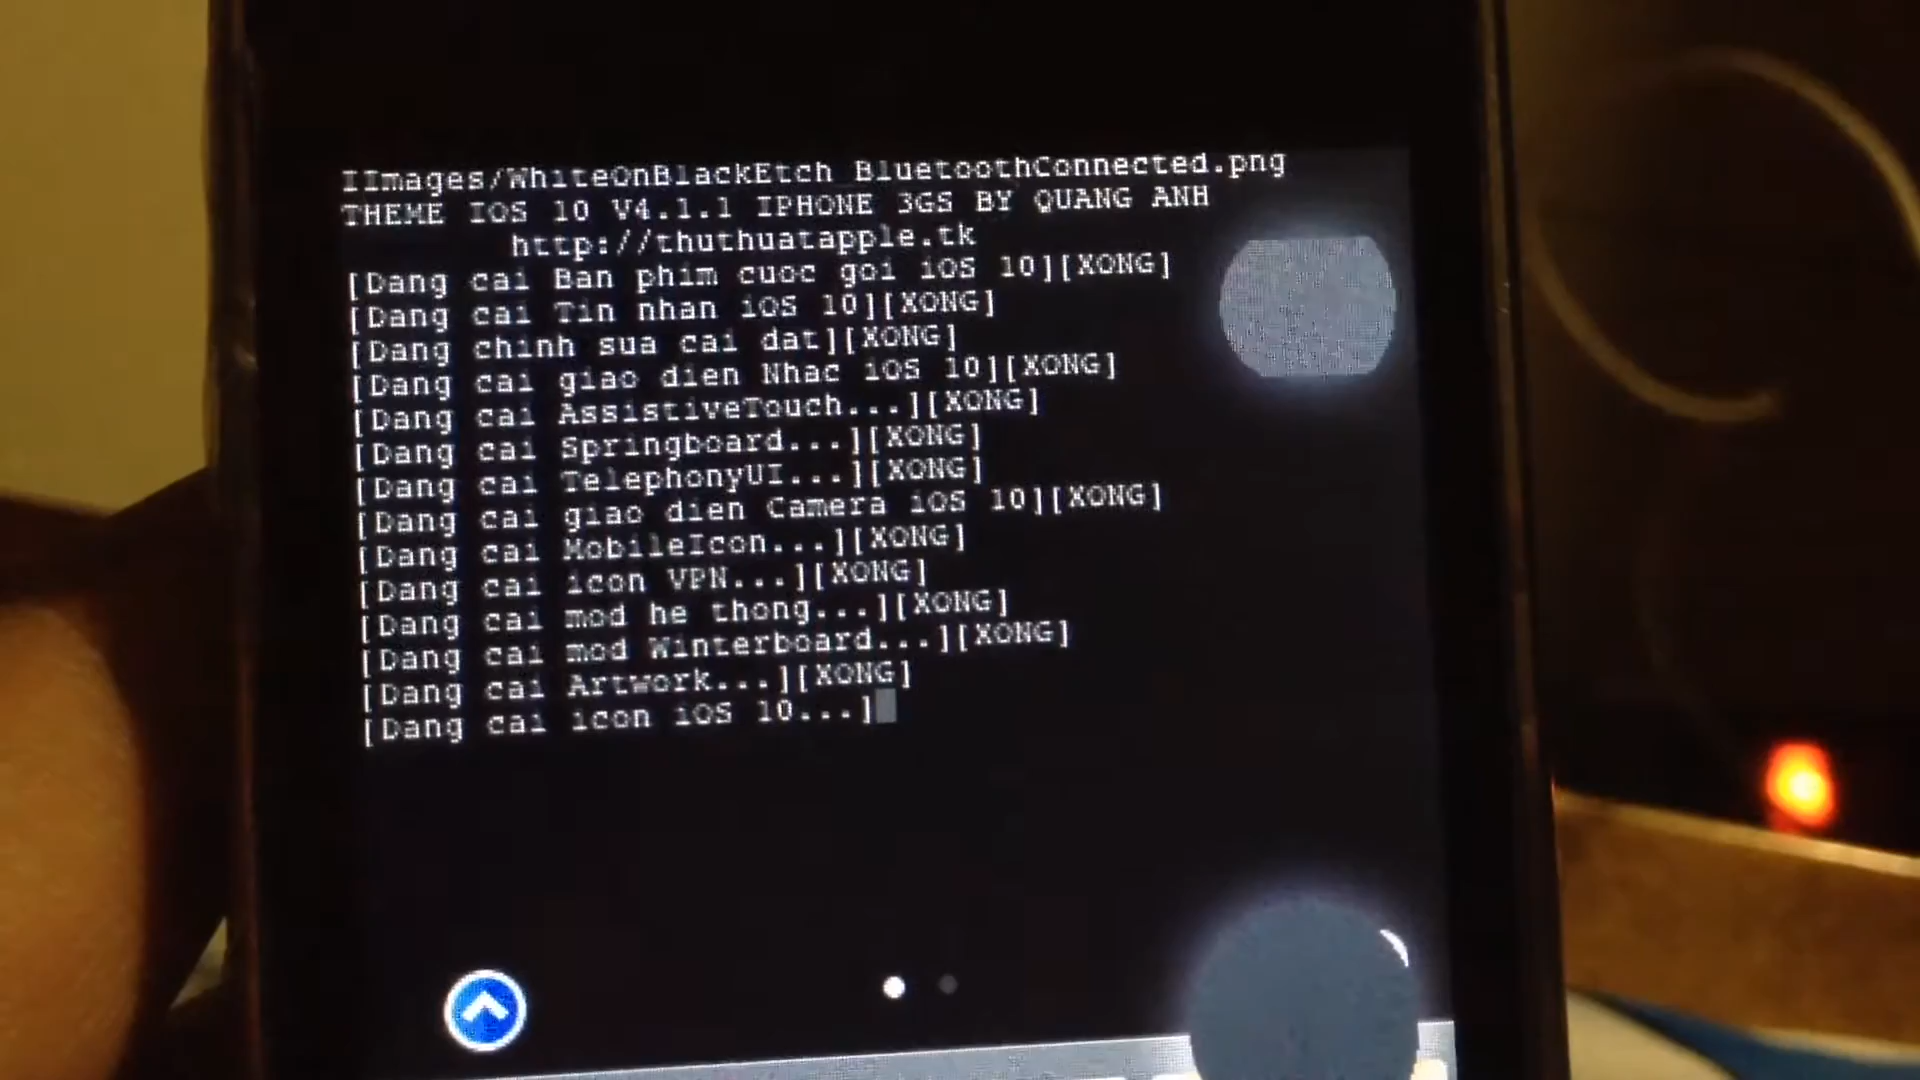 IImages/WhiteOnBlackEtch_BluetoothConnected.png
THEME IOS 10 V4.1.1 IPHONE 3GS BY QUANG ANH
http://thuthuatapple.tk
[Dang cai Ban phim cuoc goi iOS 10][XONG]
[Dang cai Tin nhan iOS 10][XONG]
[Dang chinh sua cai dat][XONG]
[Dang cai giao dien Nhac iOS 10][XONG]
[Dang cai AssistiveTouch...][XONG]
[Dang cai Springboard...][XONG]
[Dang cai TelephonyUI...][XONG]
[Dang cai giao dien Camera iOS 10][XONG]
[Dang cai MobileIcon...][XONG]
[Dang cai icon VPN...][XONG]
[Dang cai mod he thong...][XONG]
[Dang cai mod Winterboard...][XONG]
[Dang cai Artwork...][XONG]
[Dang cai icon iOS 10...]